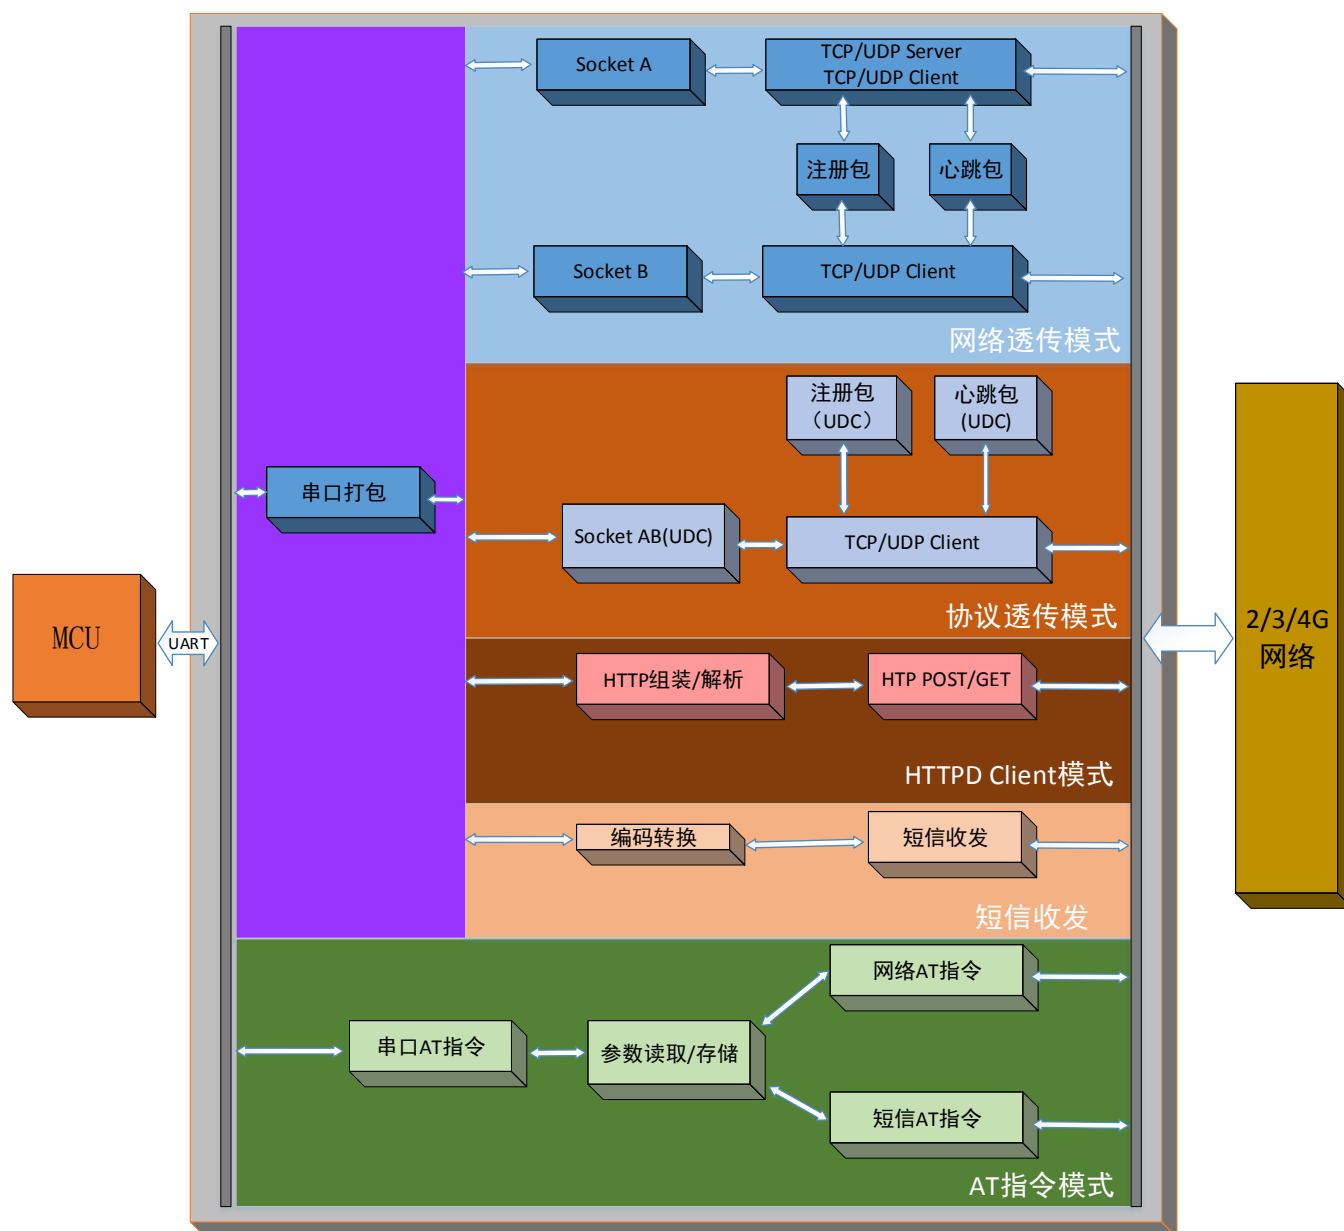 Socket A
TCP/UDP Server
TCP/UDP Client
注册包
心跳包
Socket B
TCP/UDP Client
网络透传模式
注册包
（UDC）
心跳包
(UDC)
串口打包
Socket AB(UDC)
TCP/UDP Client
协议透传模式
MCU
UART
2/3/4G
网络
HTTP组装/解析
HTP POST/GET
HTTPD Client模式
编码转换
短信收发
短信收发
网络AT指令
串口AT指令
参数读取/存储
短信AT指令
AT指令模式